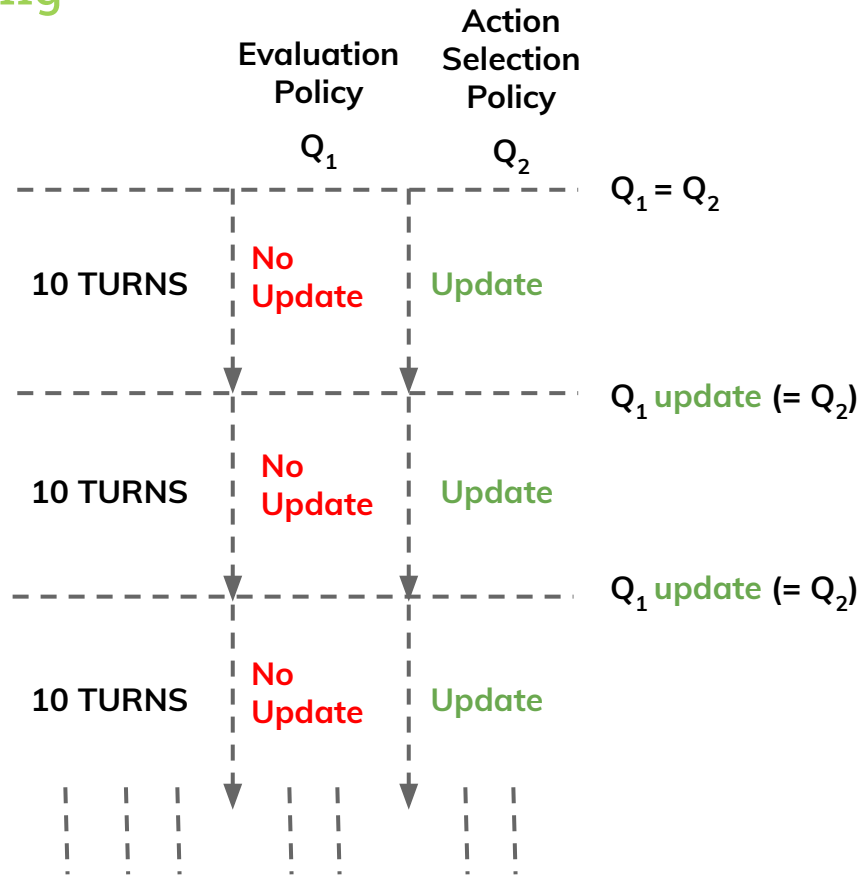 Evaluation
Policy
Action
Selection
Policy
Q1
Q2
Q1 = Q2
10 TURNS
No
Update
Update
Q1 update (= Q2)
10 TURNS
No
Update
Update
Q1 update (= Q2)
10 TURNS
No
Update
Update